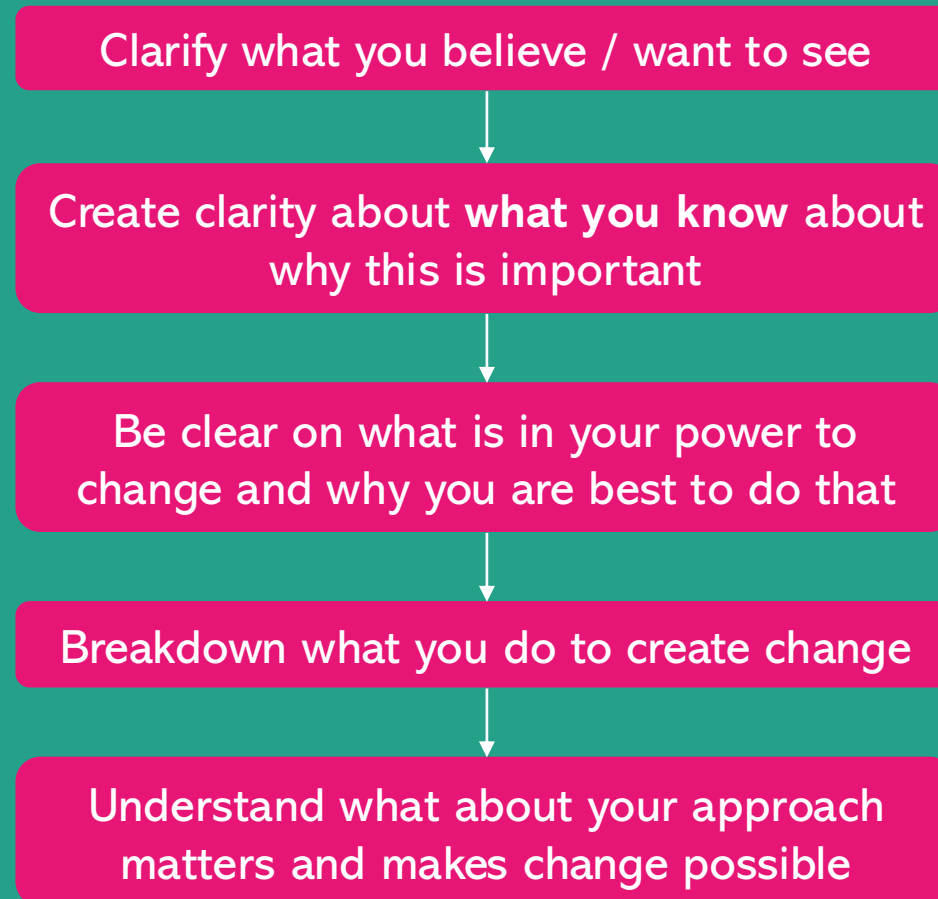 Clarify what you believe / want to see
Create clarity about what you know about
why this is important
Be clear on what is in your power to
change and why you are best to do that
Breakdown what you do to create change
Understand what about your approach
matters and makes change possible